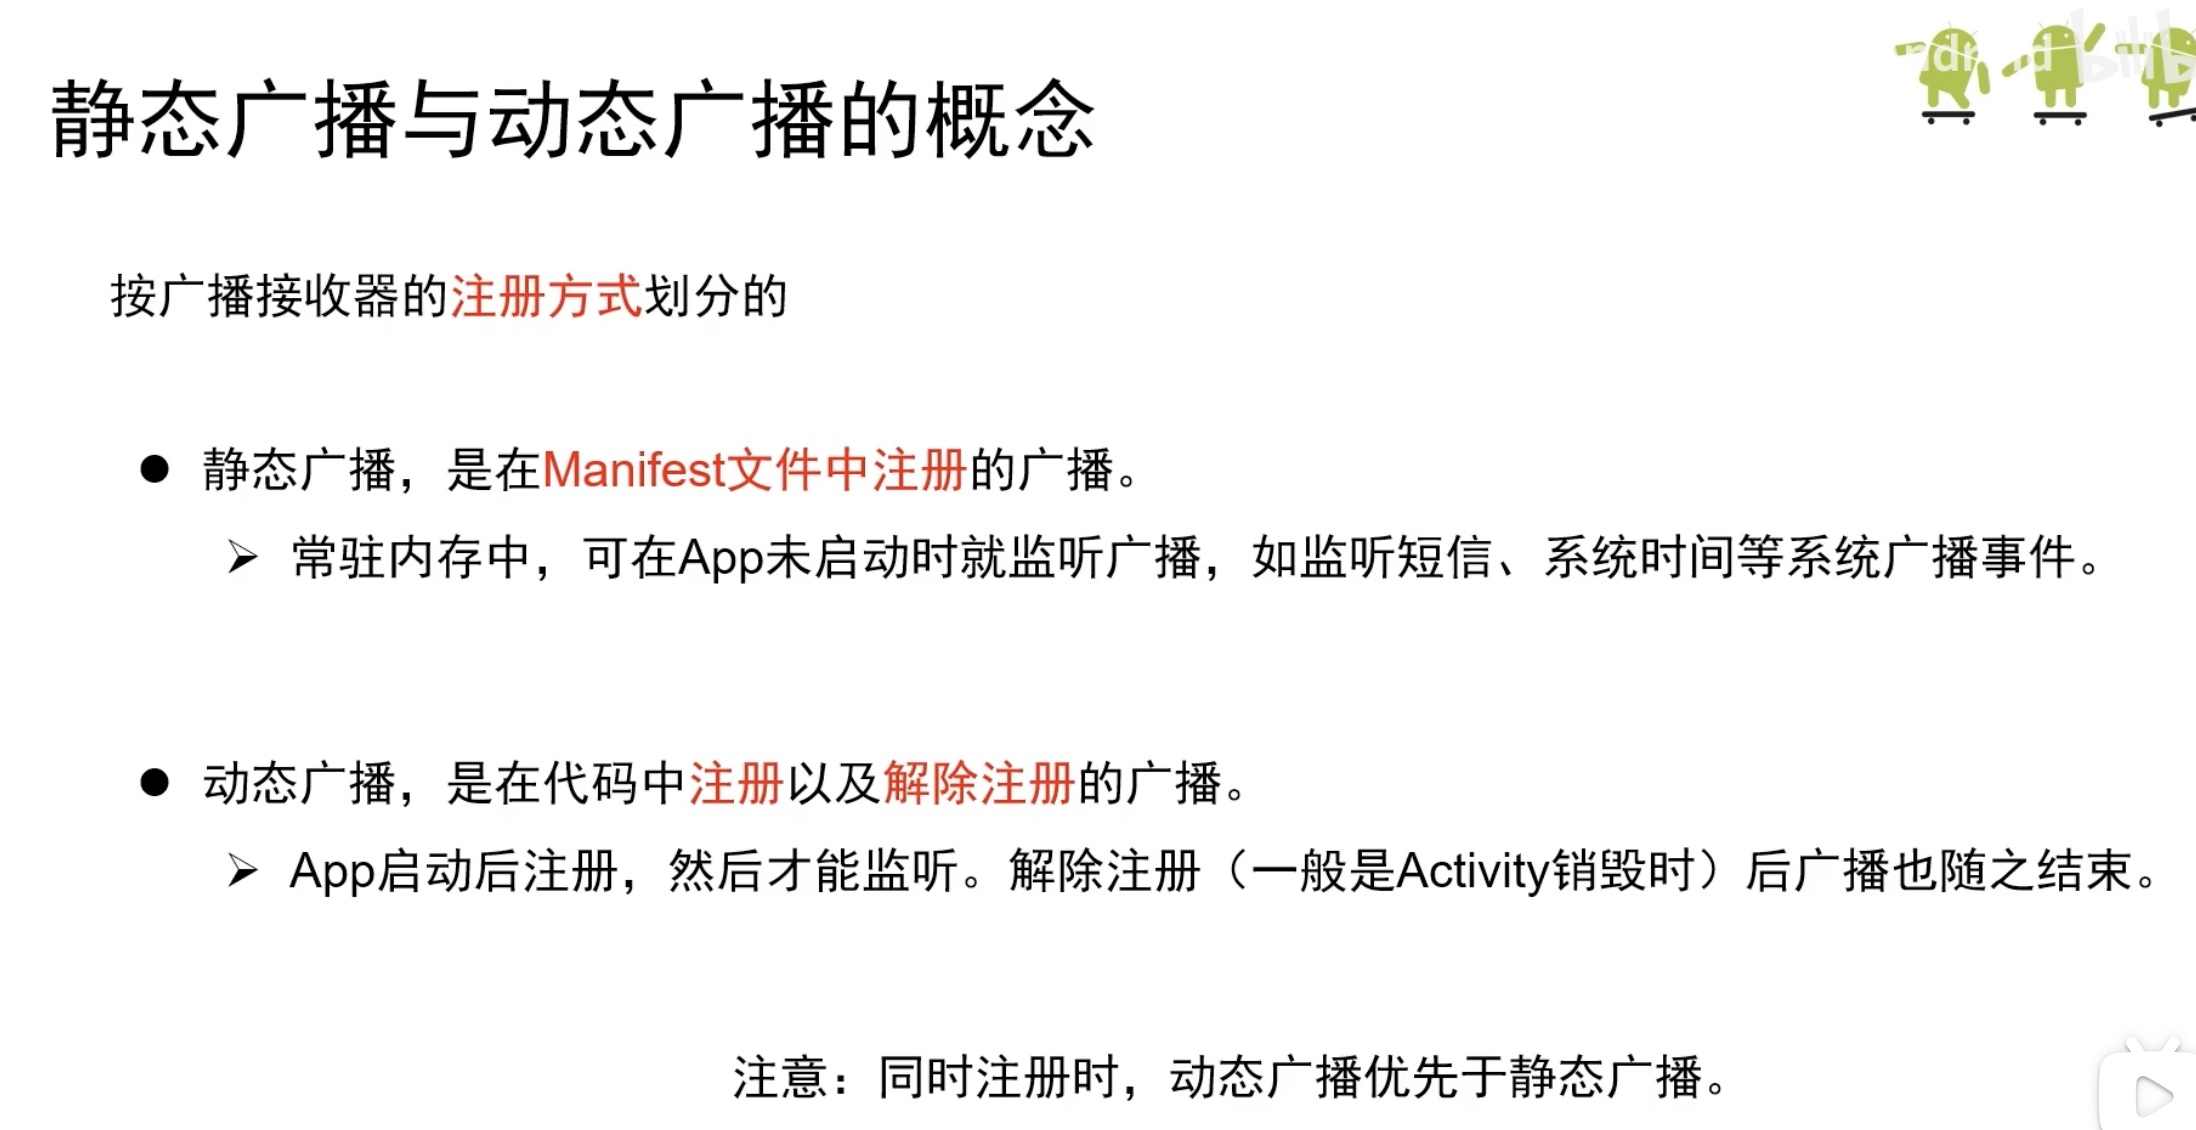 静态广播与动态广播的概念
按广播接收器的注册方式划分的
● 静态广播，是在Manifest文件中注册的广播。
➢ 常驻内存中，可在App未启动时就监听广播，如监听短信、系统时间等系统广播事件。
● 动态广播，是在代码中注册以及解除注册的广播。
➢ App启动后注册，然后才能监听。解除注册（一般是Activity销毁时）后广播也随之结束。
注意：同时注册时，动态广播优先于静态广播。